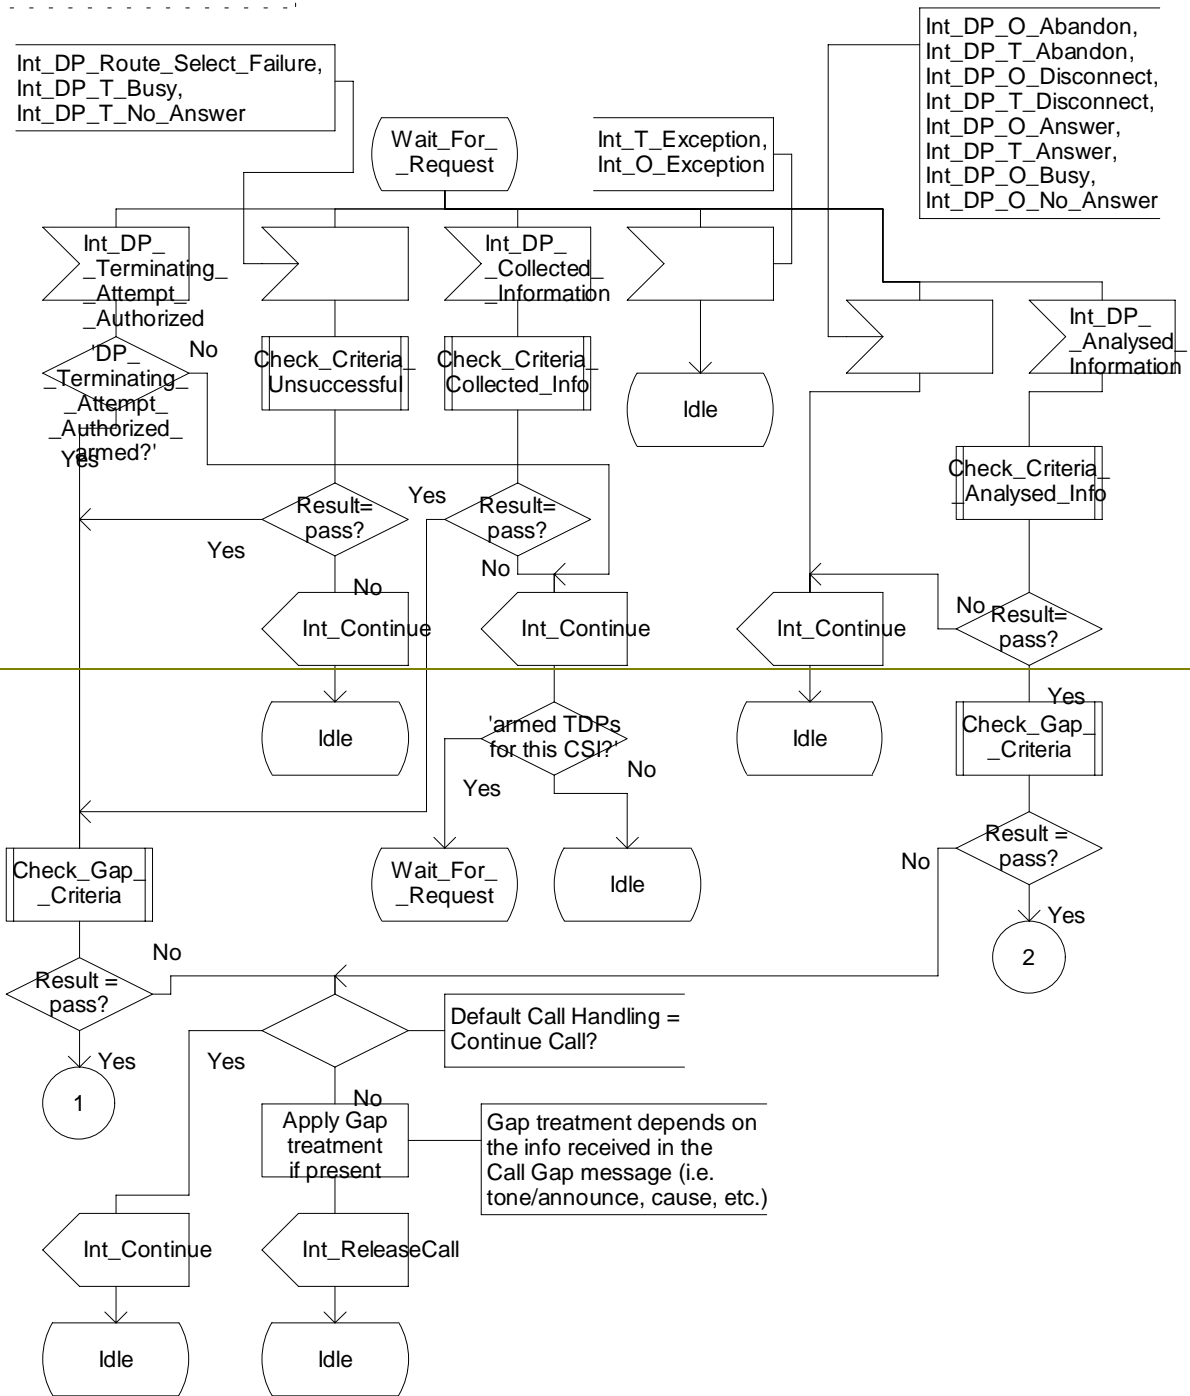 Int_DP_Route_Select_Failure,
Int_DP_T_Busy,
Int_DP_T_No_Answer
Wait_For_
_Request
Int_T_Exception,
Int_O_Exception
Int_DP_O_Abandon,
Int_DP_T_Abandon,
Int_DP_O_Disconnect,
Int_DP_T_Disconnect,
Int_DP_O_Answer,
Int_DP_T_Answer,
Int_DP_O_Busy,
Int_DP_O_No_Answer
Int_DP_
_Terminating_
_Attempt_
_Authorized
Int_DP_
_Collected_
_Information
Int_DP_
_Analysed_
_Information
'DP_
_Terminating_
_Attempt_
_Authorized_
armed?'
No
Yes
Check_Criteria_
Unsuccessful
Check_Criteria_
Collected_Info
Idle
Check_Criteria_
_Analysed_Info
Result=
pass?
Yes
No
Result=
pass?
Yes
No
Int_Continue
Int_Continue
Int_Continue
No
Result=
pass?
Yes
Idle
'armed TDPs
for this CSI?'
Yes
No
Idle
Check_Gap_
_Criteria
Check_Gap_
_Criteria
Wait_For_
_Request
Idle
No
Result =
pass?
Yes
2
Result =
pass?
No
Yes
1
Default Call Handling =
Continue Call?
Yes
No
Apply Gap
treatment
if present
Gap treatment depends on
the info received in the
Call Gap message (i.e.
tone/announce, cause, etc.)
Int_Continue
Int_ReleaseCall
Idle
Idle